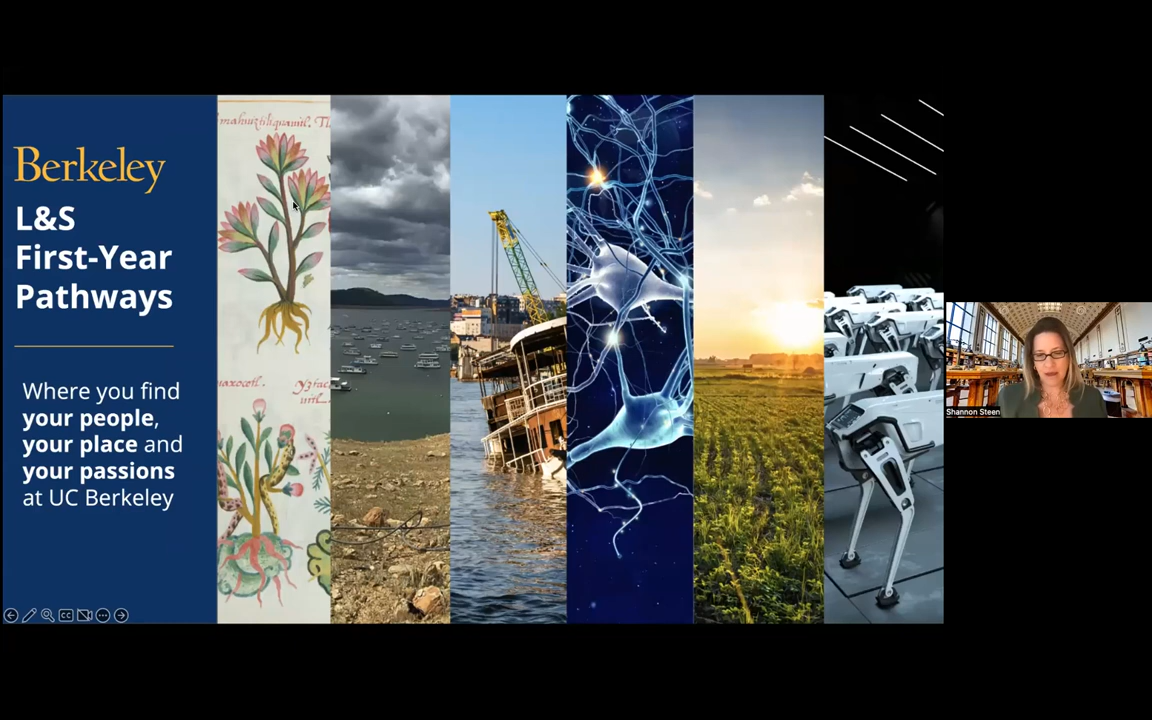 Berkeley
L&S
First-Year
Pathways
Where you find
your people,
your place and
your passions
at UC Berkeley
CC
Shannon Steen